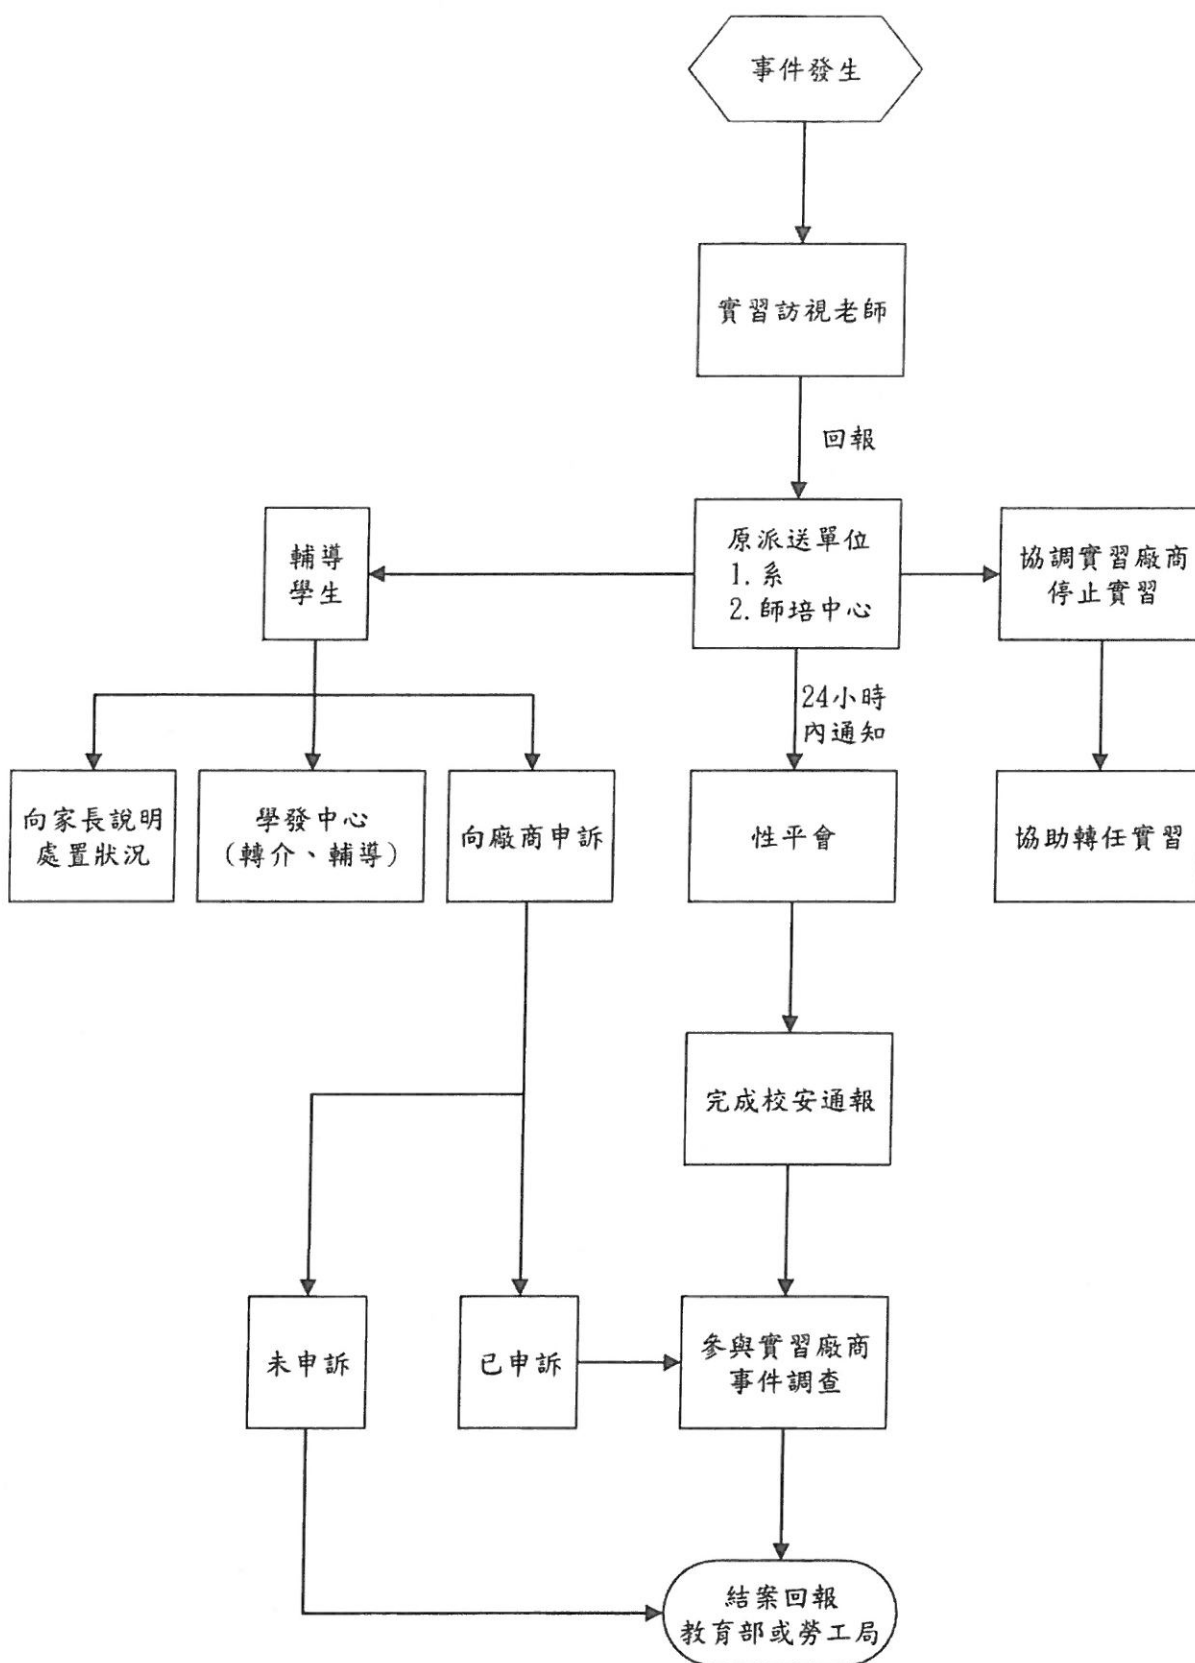 事件發生
實習訪視老師
回報
原派送單位
1.系
2.師培中心
輔導
學生
協調實習廠商
停止實習
24小時
內通知
向家長說明
處置狀況
學發中心
(轉介、輔導)
向廠商申訴
性平會
協助轉任實習
完成校安通報
未申訴
已申訴
參與實習廠商
事件調查
結案回報
教育部或勞工局